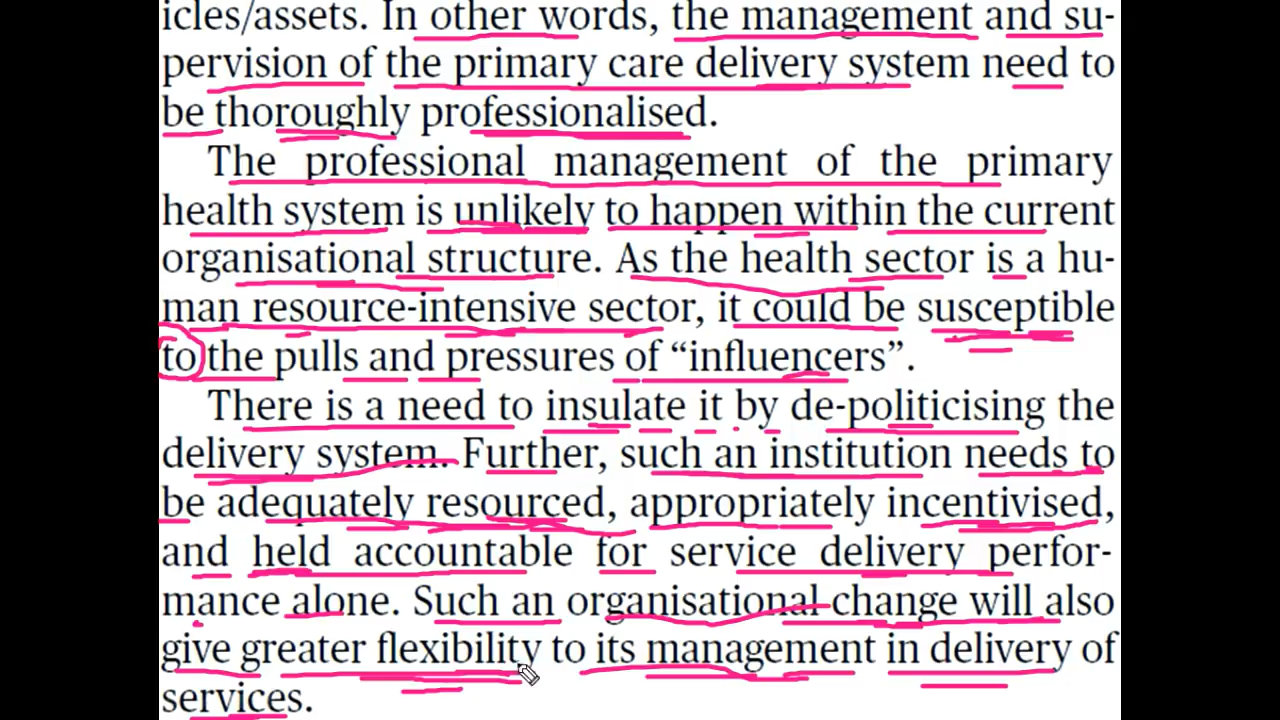 icles/assets. In other words, the management and su-
pervision of the primary care delivery system need to
be thoroughly professionalised.
The professional management of the primary
health system is unlikely to happen within the current
organisational structure. As the health sector is a hu-
man resource-intensive sector, it could be susceptible
to the pulls and pressures of “influencers”.
There is a need to insulate it by de-politicising the
delivery system. Further, such an institution needs to
be adequately resourced, appropriately incentivised,
and held accountable for service delivery perfor-
mance alone. Such an organisational change will also
give greater flexibility to its management in delivery of
services.